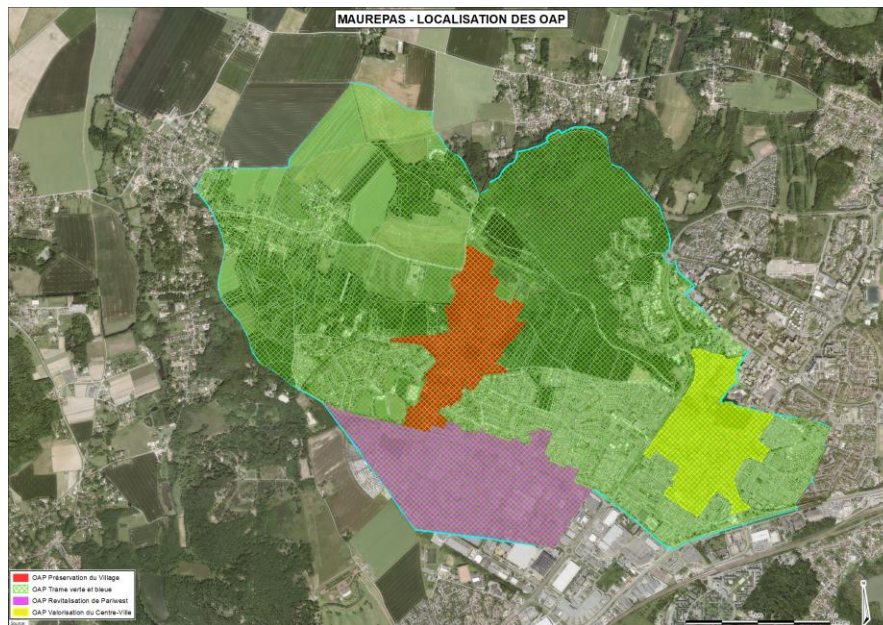 MAUREPAS - LOCALISATION DES OAP
OAP Préservation du Village
OAP Trame verte et bleue
OAP Revitalisation de Pariwest
OAP Valorisation du Centre-Ville